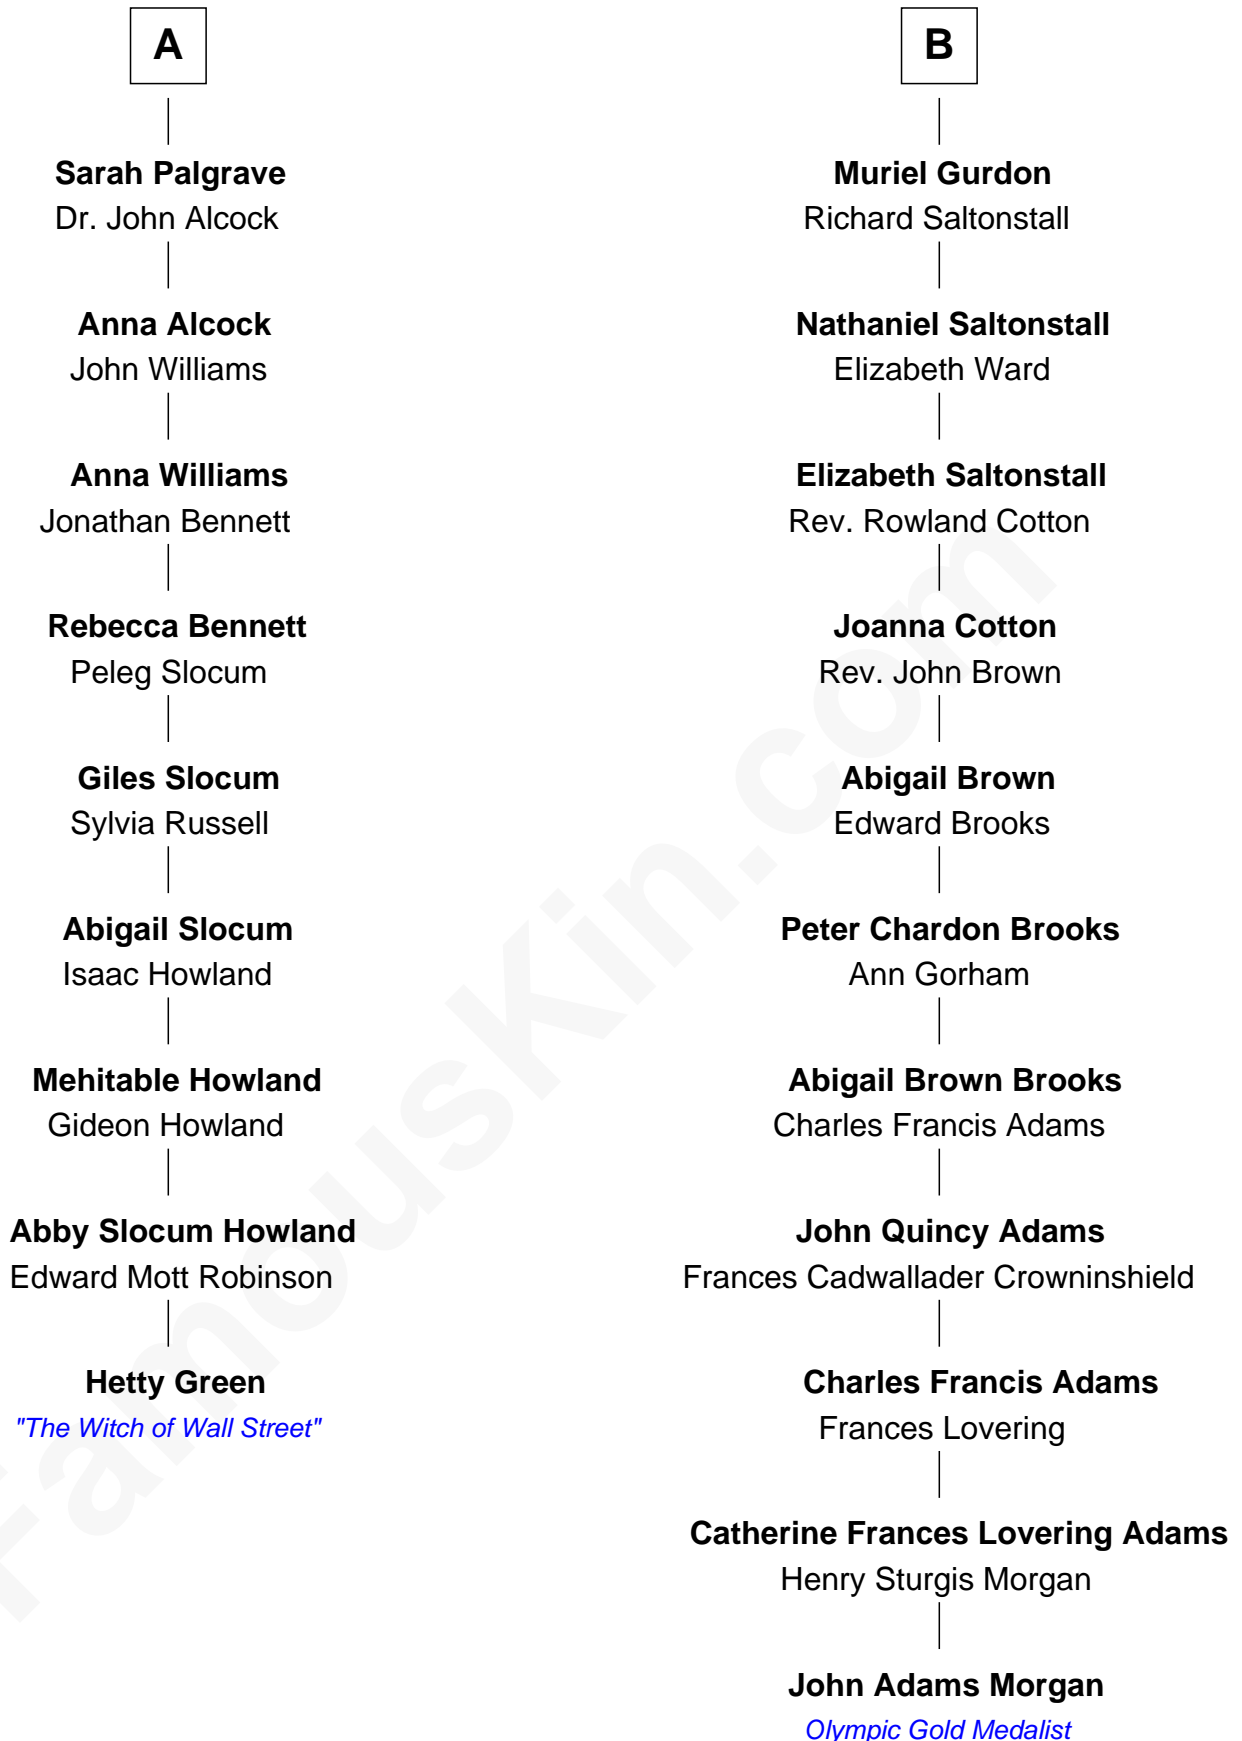 A
Sarah Palgrave
Dr. John Alcock
Anna Alcock
John Williams
Anna Williams
Jonathan Bennett
Rebecca Bennett
Peleg Slocum
Giles Slocum
Sylvia Russell
Abigail Slocum
Isaac Howland
Mehitable Howland
Gideon Howland
Abby Slocum Howland
Edward Mott Robinson
Hetty Green
"The Witch of Wall Street"
B
Muriel Gurdon
Richard Saltonstall
Nathaniel Saltonstall
Elizabeth Ward
Elizabeth Saltonstall
Rev. Rowland Cotton
Joanna Cotton
Rev. John Brown
Abigail Brown
Edward Brooks
Peter Chardon Brooks
Ann Gorham
Abigail Brown Brooks
Charles Francis Adams
John Quincy Adams
Frances Cadwallader Crowninshield
Charles Francis Adams
Frances Lovering
Catherine Frances Lovering Adams
Henry Sturgis Morgan
John Adams Morgan
Olympic Gold Medalist
FamousKin.com